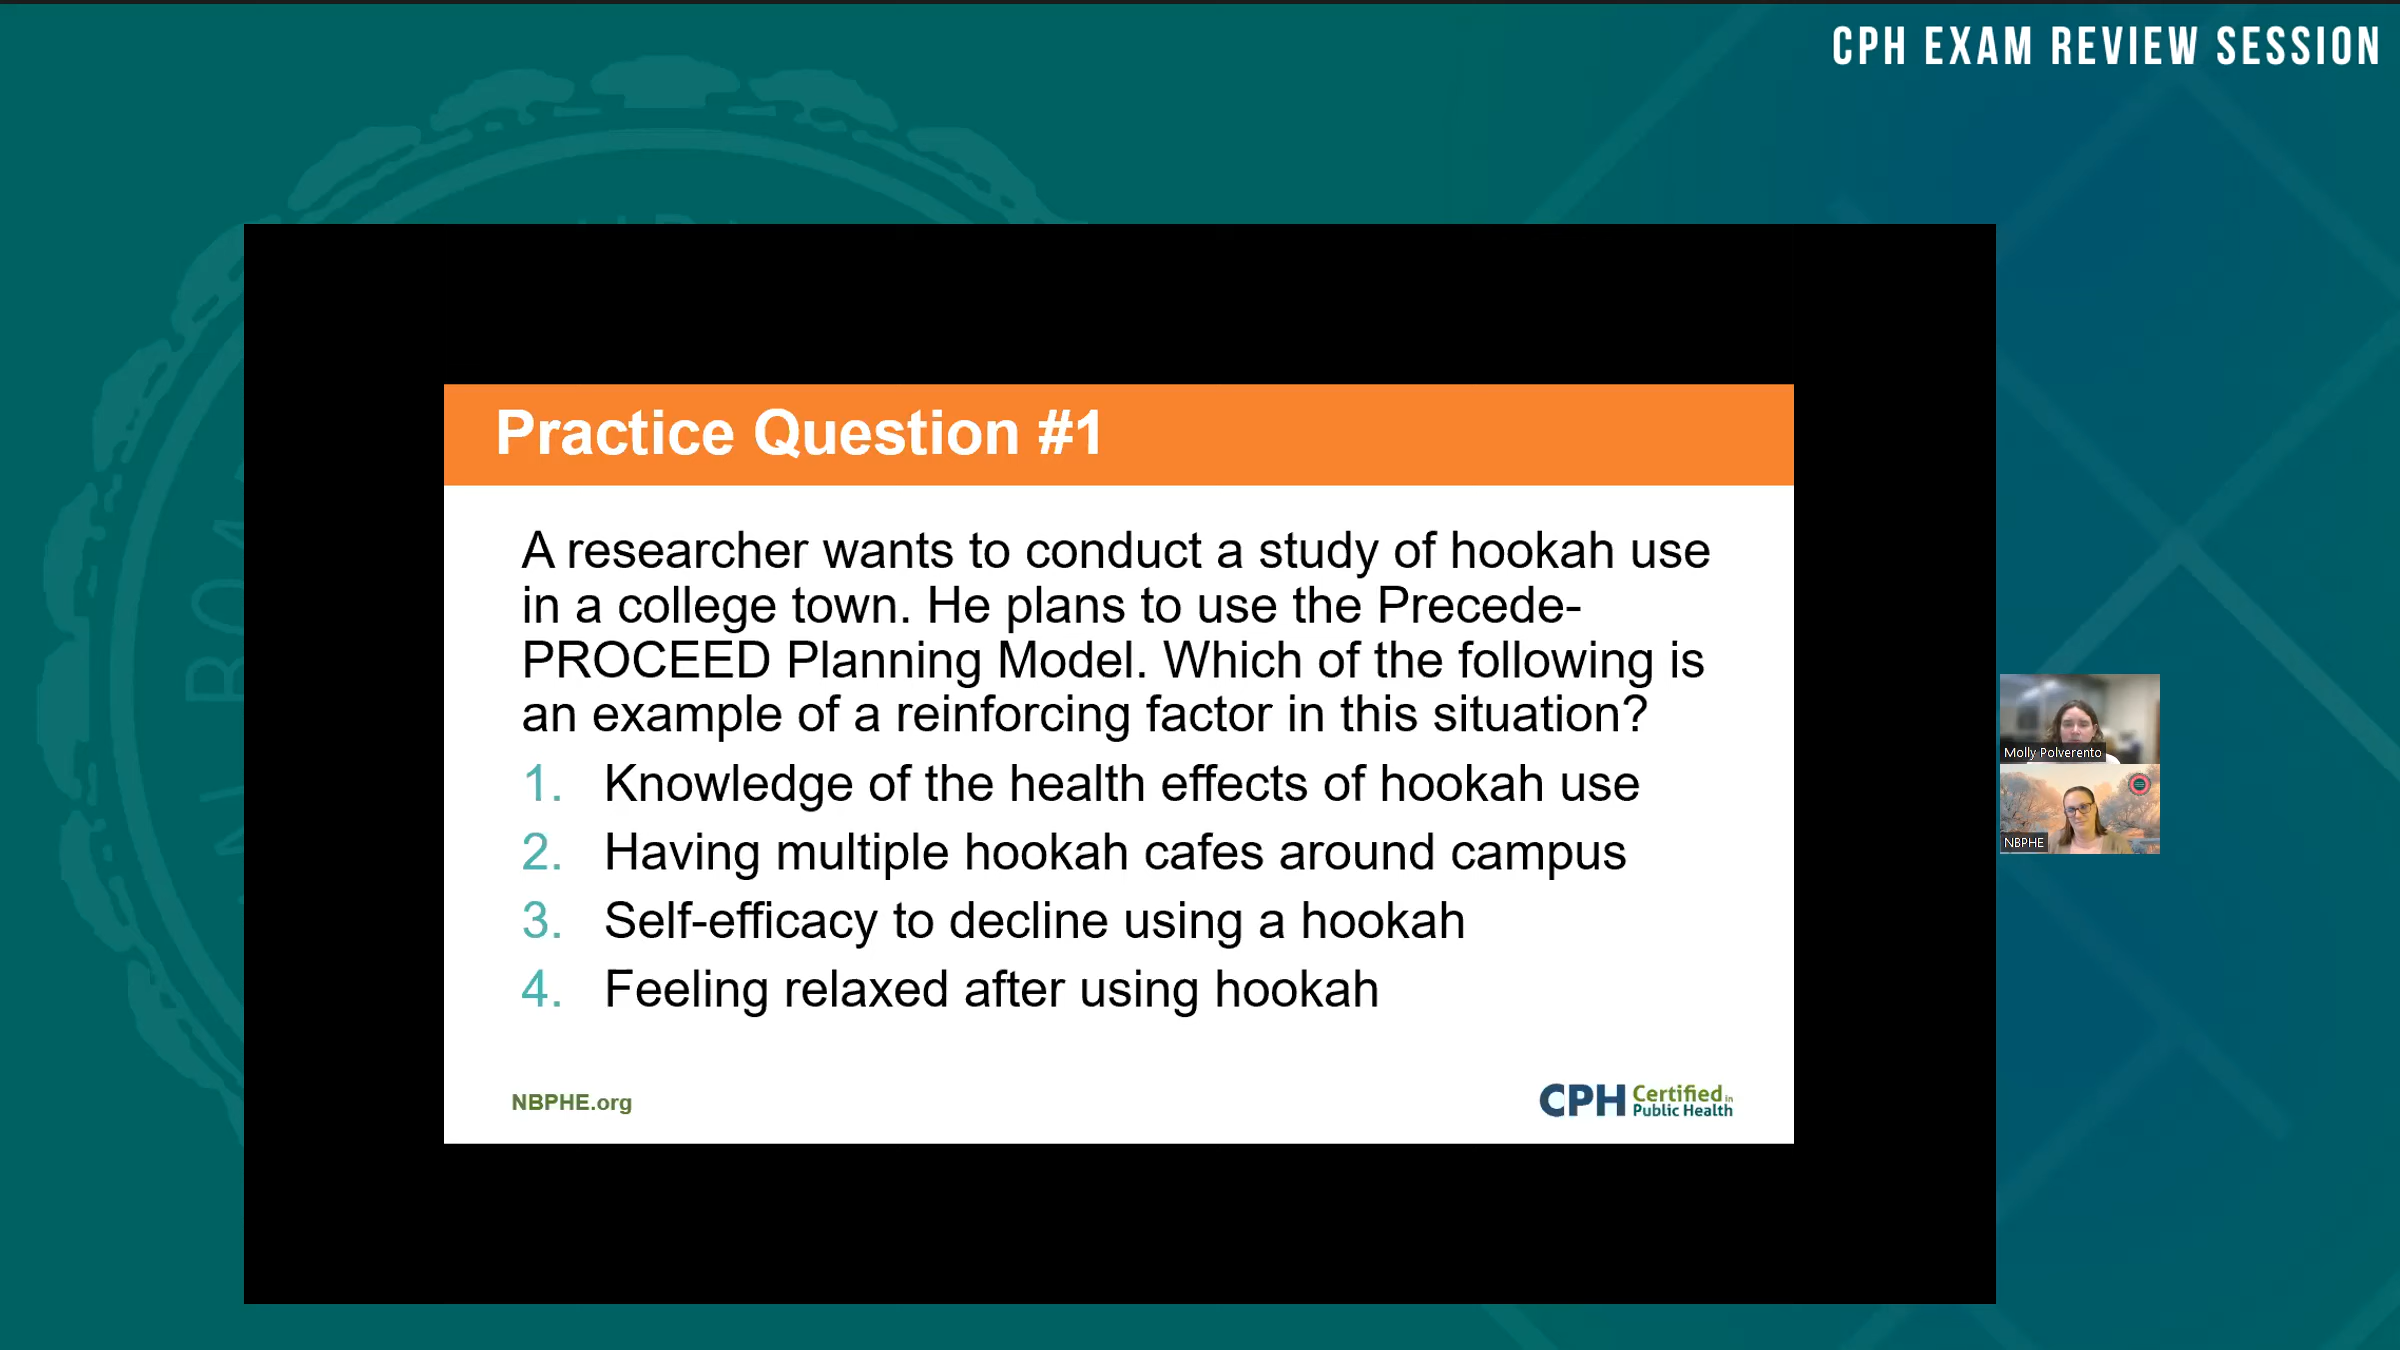 CPH EXAM REVIEW SESSION
Practice Question #1
A researcher wants to conduct a study of hookah use
in a college town. He plans to use the Precede-
PROCEED Planning Model. Which of the following is
an example of a reinforcing factor in this situation?
1. Knowledge of the health effects of hookah use
2. Having multiple hookah cafes around campus
3. Self-efficacy to decline using a hookah
4. Feeling relaxed after using hookah
NBPHE.org
CPH Certified in
Public Health
Molly Polverento
NBPHE